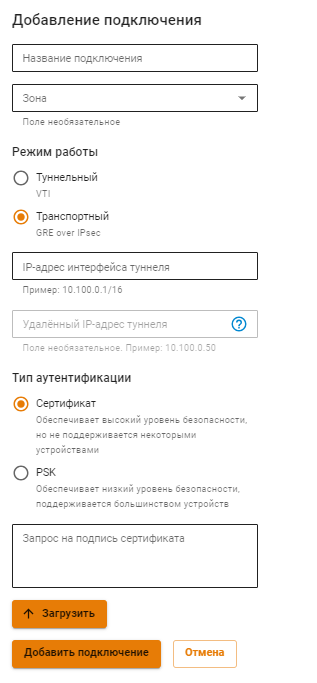 Добавление подключения
Название подключения
Зона
Поле необязательное
Режим работы
Туннельный
VTI
Транспортный
GRE over IPsec
IP-адрес интерфейса туннеля
Пример: 10.100.0.1/16
Удалённый IP-адрес туннеля
Поле необязательное. Пример: 10.100.0.50
Тип аутентификации
Сертификат
Обеспечивает высокий уровень безопасности,
но не поддерживается некоторыми
устройствами
PSK
Обеспечивает низкий уровень безопасности,
поддерживается большинством устройств
Запрос на подпись сертификата
Загрузить
Добавить подключение
Отмена